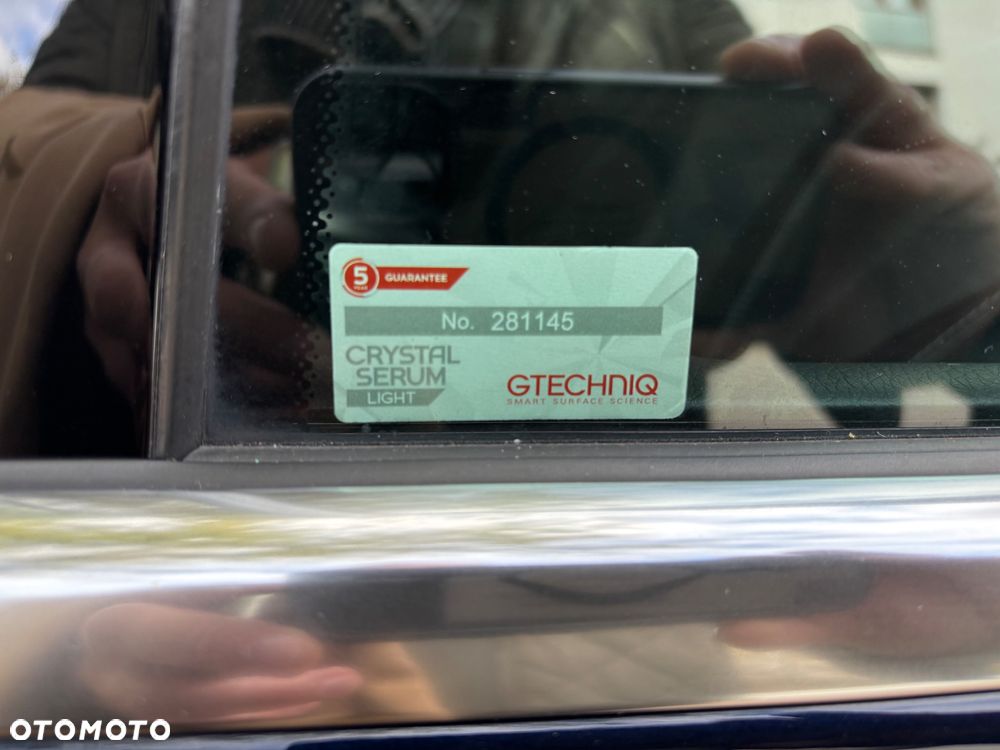 5 YEAR GUARANTEE
No. 281145
CRYSTAL
SERUM
LIGHT
GTECHNIQ
SMART SURFACE SCIENCE
OTOMOTO